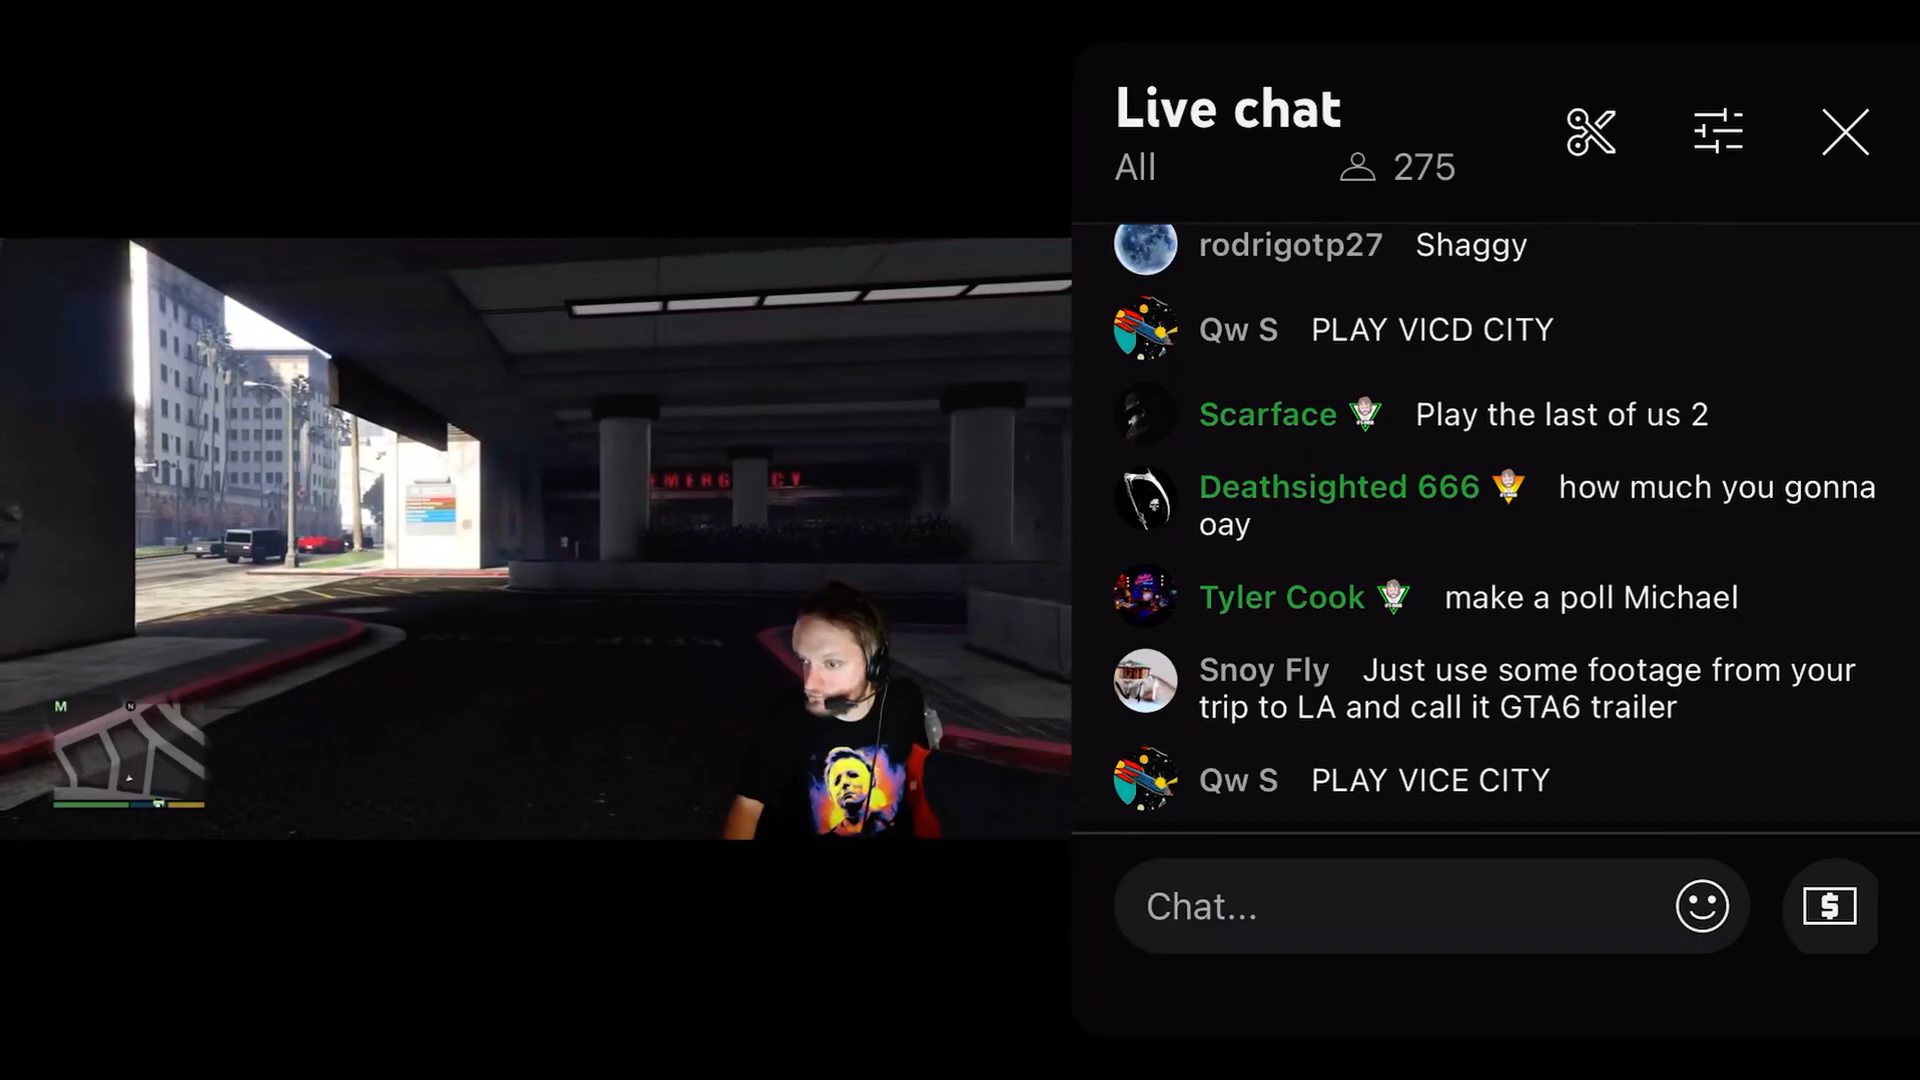 Live chat
All 275
rodrigotp27 Shaggy
Qw S PLAY VICD CITY
Scarface Play the last of us 2
Deathsighted 666 how much you gonna
oay
Tyler Cook make a poll Michael
Snoy Fly Just use some footage from your
trip to LA and call it GTA6 trailer
Qw S PLAY VICE CITY
Chat...
$
M
N